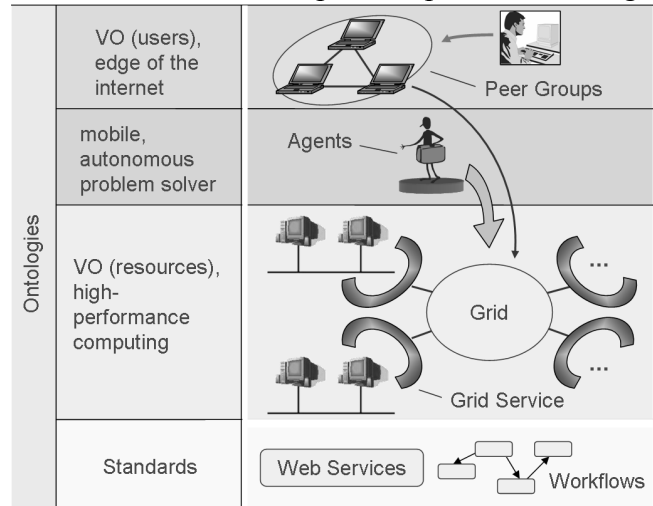 Ontologies
VO (users),
edge of the
internet
Peer Groups
mobile,
autonomous
problem solver
Agents
VO (resources),
high-
performance
computing
Grid
...
...
Grid Service
Standards
Web Services
Workflows